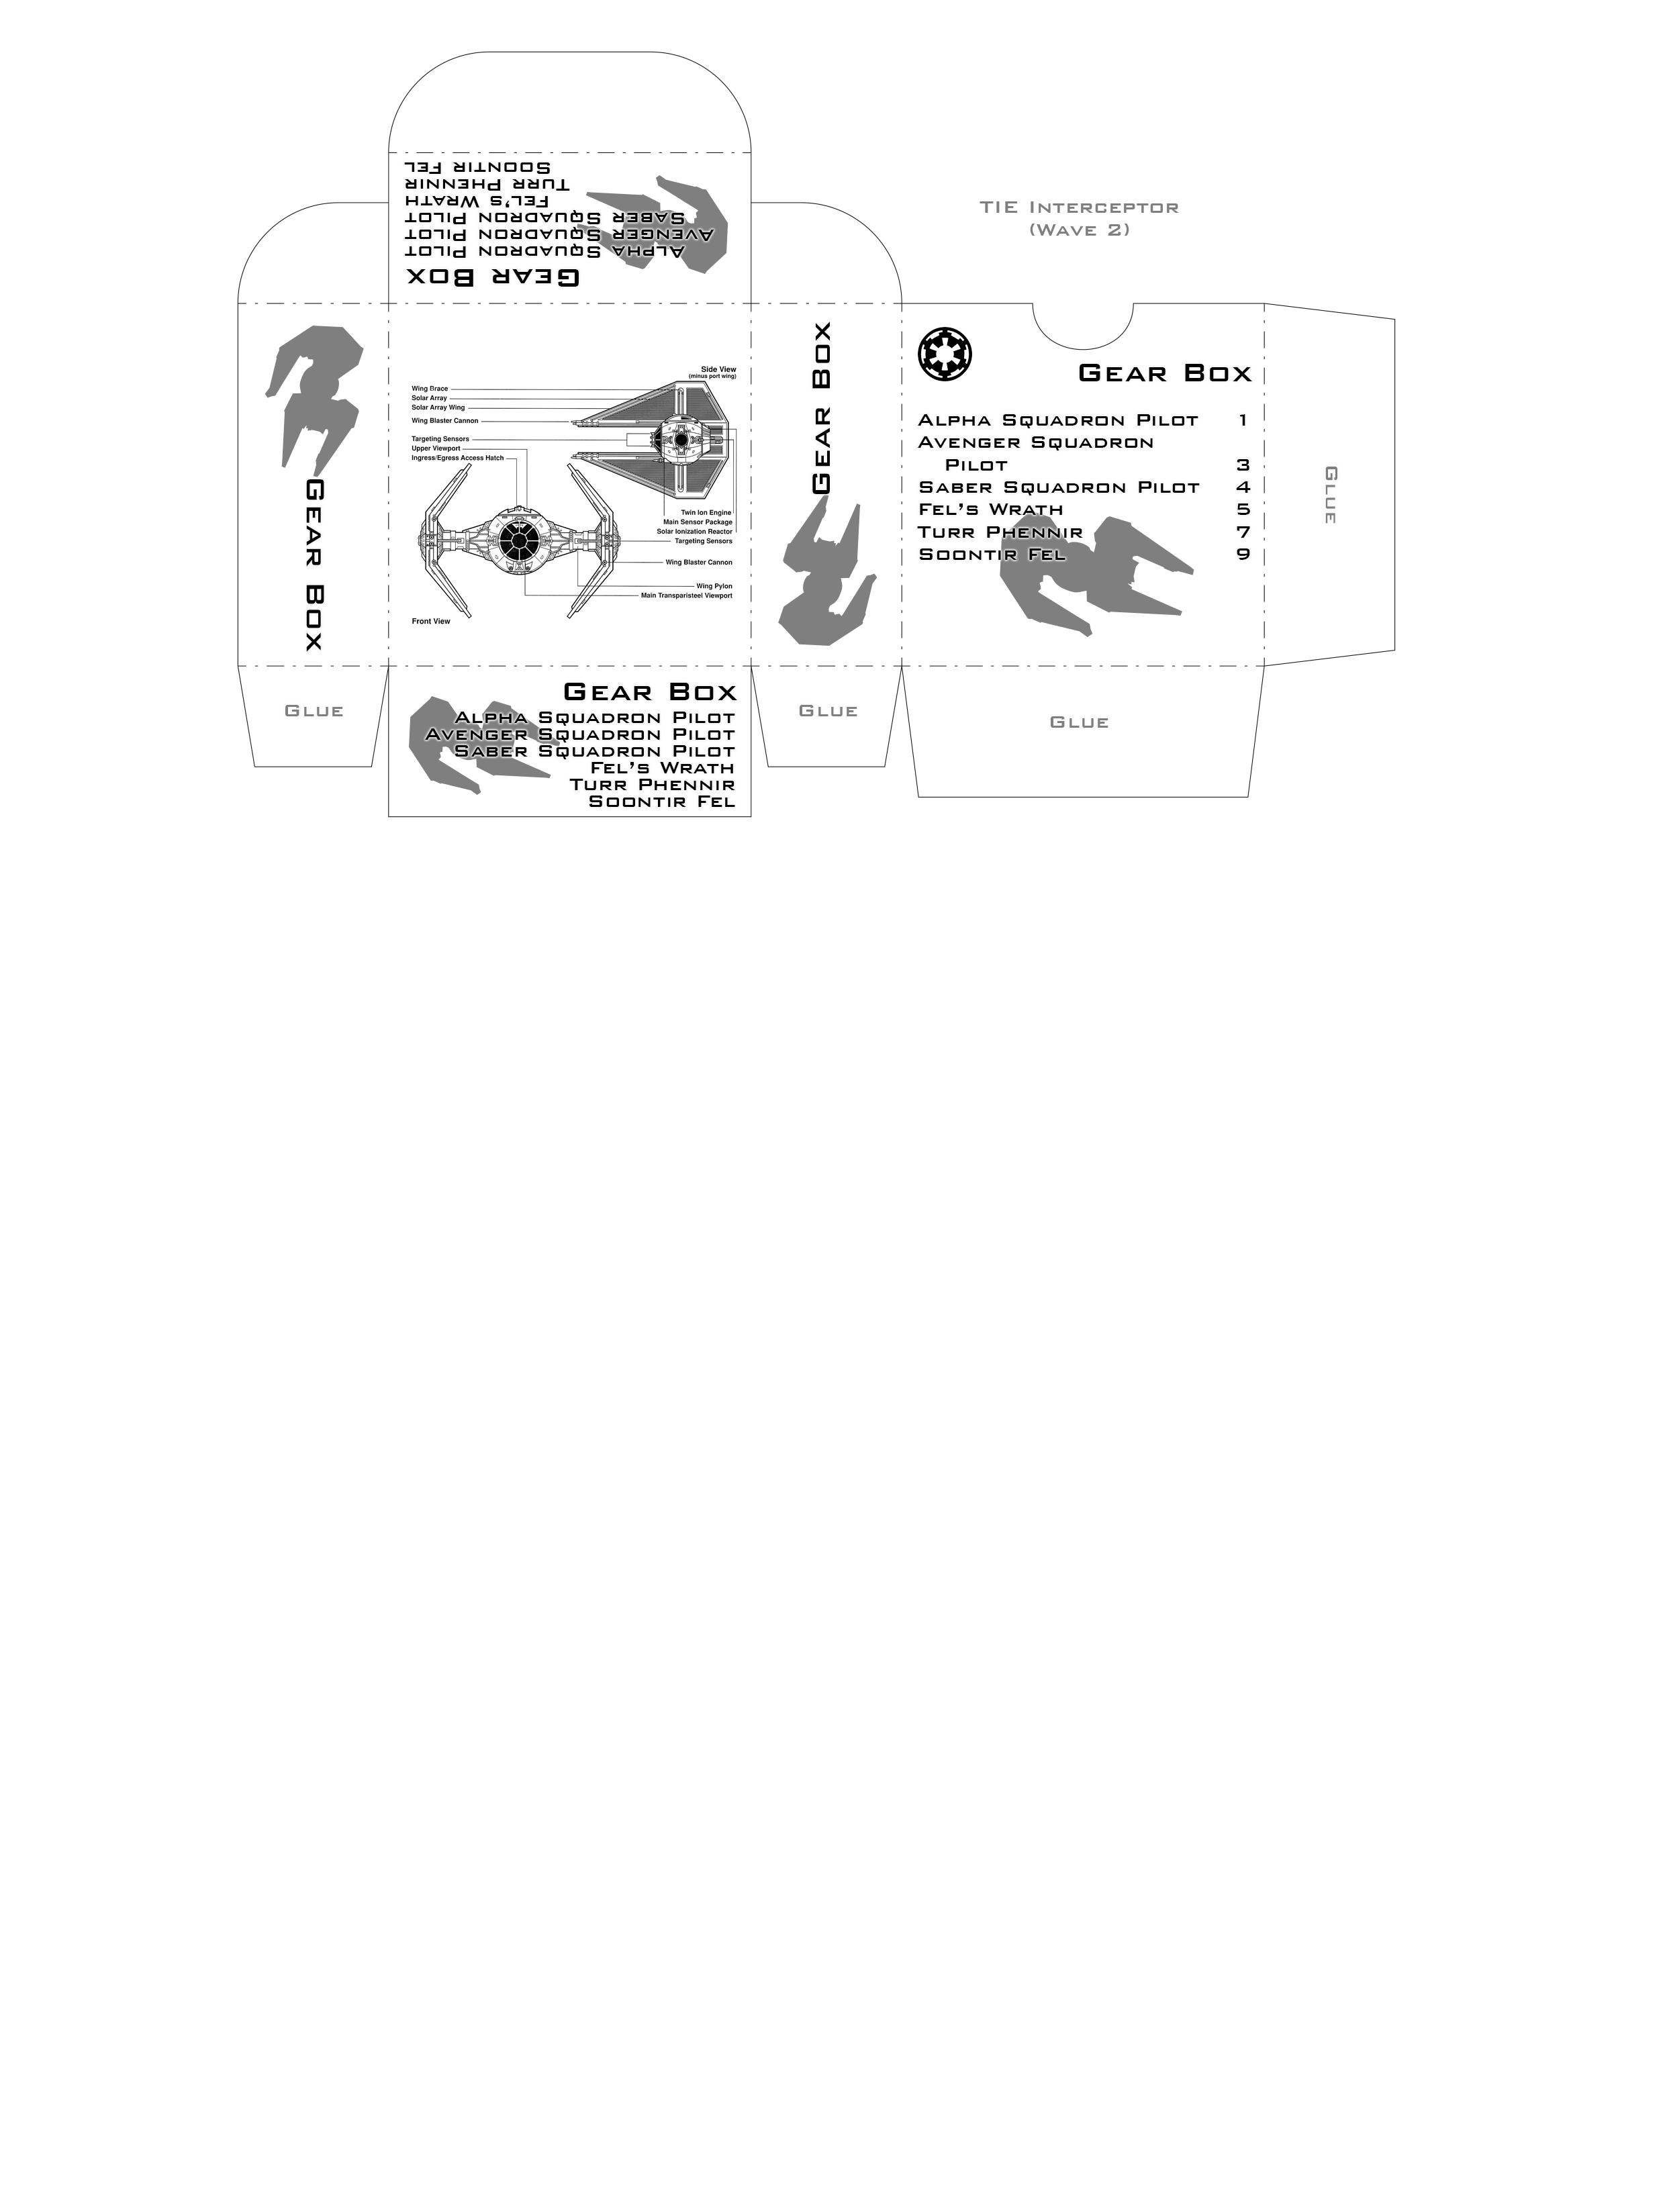 Soontir Fel
Turr Phennir
Fel's Wrath
Saber Squadron Pilot
Avenger Squadron Pilot
Alpha Squadron Pilot
Gear Box
TIE Interceptor
(Wave 2)
Gear Box
Side View
(minus port wing)
Wing Brace
Solar Array
Solar Array Wing
Wing Blaster Cannon
Targeting Sensors
Upper Viewport
Ingress/Egress Access Hatch
Twin Ion Engine
Main Sensor Package
Solar Ionization Reactor
Targeting Sensors
Wing Blaster Cannon
Wing Pylon
Main Transparisteel Viewport
Front View
Gear Box
Gear Box
Alpha Squadron Pilot 1
Avenger Squadron
Pilot 3
Saber Squadron Pilot 4
Fel's Wrath 5
Turr Phennir 7
Soontir Fel 9
Glue
Glue
Gear Box
Alpha Squadron Pilot
Avenger Squadron Pilot
Saber Squadron Pilot
Fel's Wrath
Turr Phennir
Soontir Fel
Glue
Glue